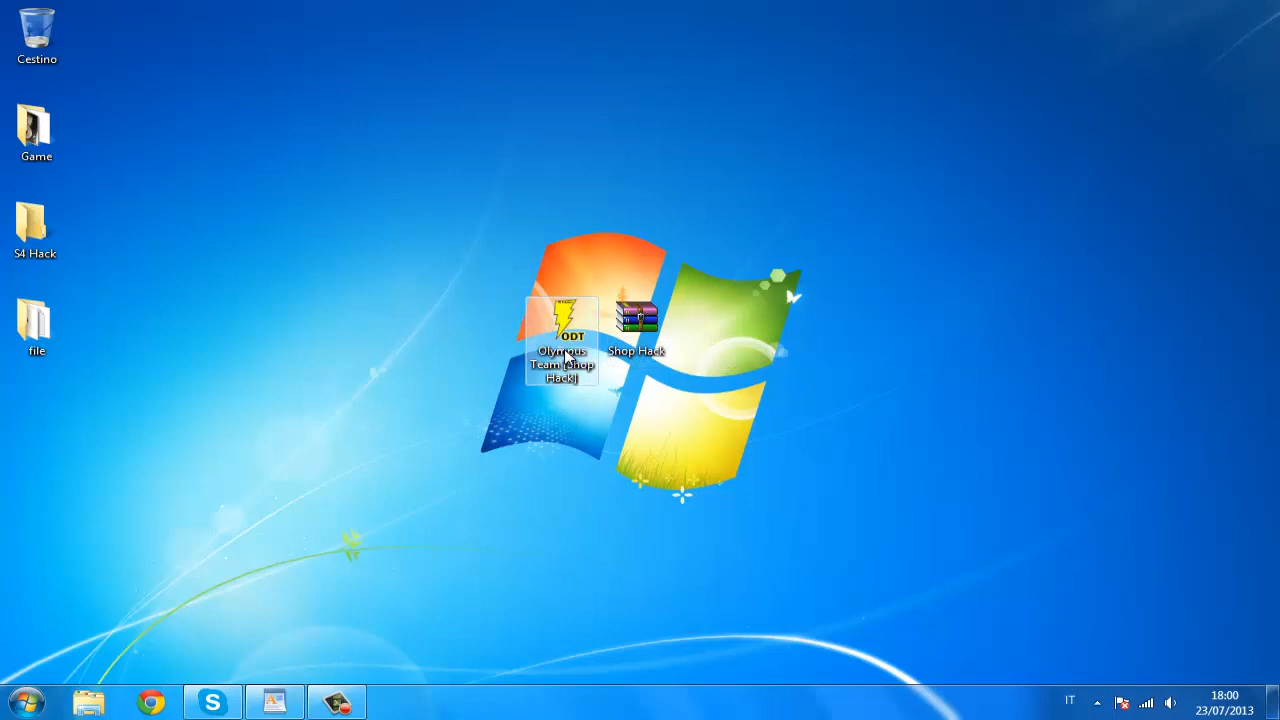 Cestino
Game
S4 Hack
file
ODT
Olympus
Team [Shop
Hack]
Shop Hack
IT
18:00
23/07/2013